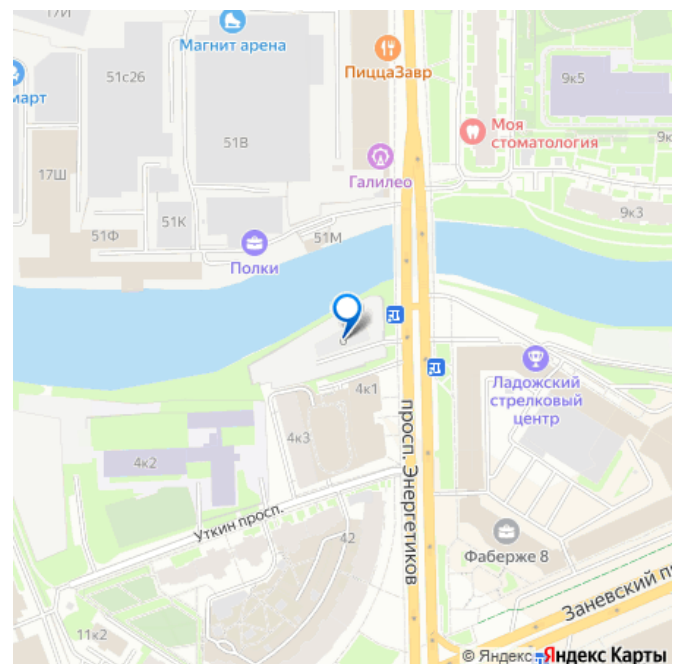 17И
Магнит арена
ПиццаЗавр
51с26
9к5
март
Моя
стоматология
51В
9к
17Ш
Галилео
51К
9к3
51Ф
51М
Полки
Ладожский
стрелковый
центр
4к1
4к3
просп. Энергетиков
4к2
Уткин просп.
42
Фаберже 8
Заневский п
11к2
© Яндекс
Яндекс Карты